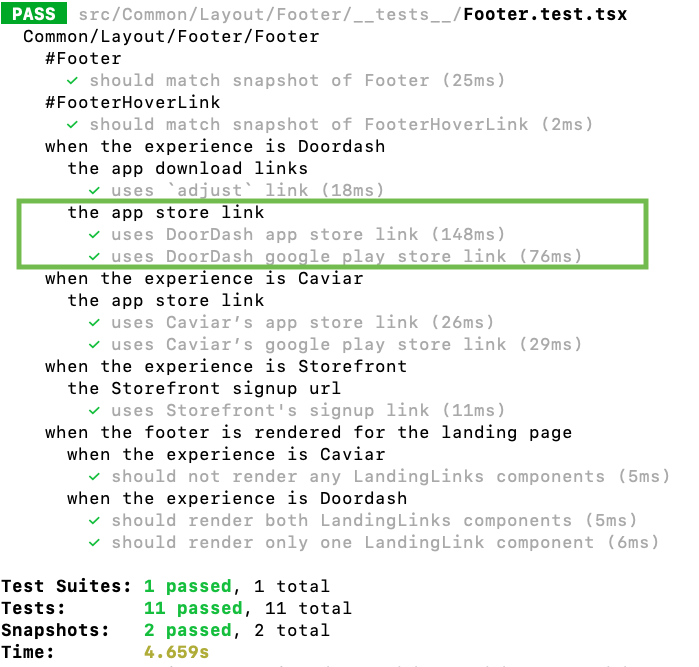 PASS src/Common/Layout/Footer/__tests__/Footer.test.tsx
Common/Layout/Footer/Footer
#Footer
✓ should match snapshot of Footer (25ms)
#FooterHoverLink
✓ should match snapshot of FooterHoverLink (2ms)
when the experience is Doordash
the app download links
✓ uses `adjust` link (18ms)
the app store link
✓ uses DoorDash app store link (148ms)
✓ uses DoorDash google play store link (76ms)
when the experience is Caviar
the app store link
✓ uses Caviar’s app store link (26ms)
✓ uses Caviar’s google play store link (29ms)
when the experience is Storefront
the Storefront signup url
✓ uses Storefront's signup link (11ms)
when the footer is rendered for the landing page
when the experience is Caviar
✓ should not render any LandingLinks components (5ms)
when the experience is Doordash
✓ should render both LandingLinks components (5ms)
✓ should render only one LandingLink component (6ms)
Test Suites: 1 passed, 1 total
Tests: 11 passed, 11 total
Snapshots: 2 passed, 2 total
Time: 4.659s